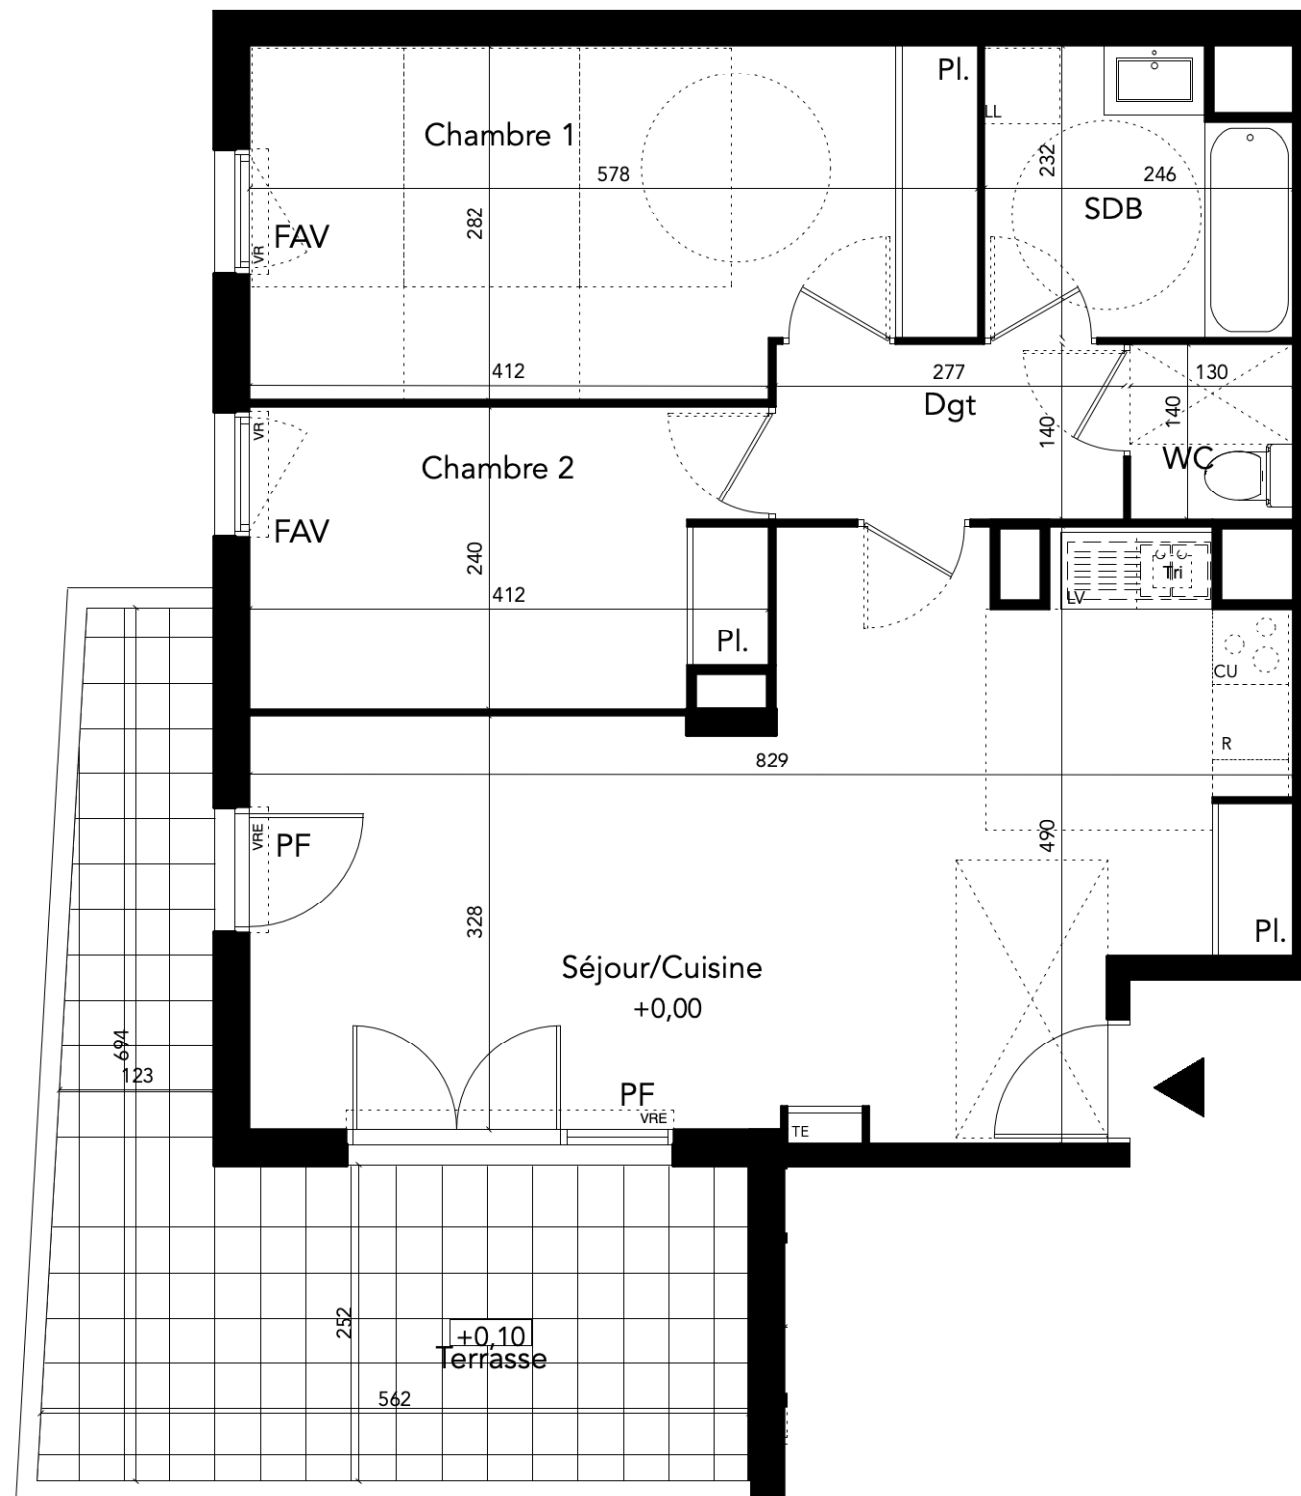 Pl.
LL
Chambre 1
578
232
246
SDB
282
FAV
VR
412
277
130
Dgt
140
140
WC
VR
Chambre 2
FAV
240
412
Tri
LV
Pl.
CU
R
829
VRE
PF
490
328
Pl.
Séjour/Cuisine
+0,00
694
123
PF
VRE
TE
252
+0,10
Terrasse
562